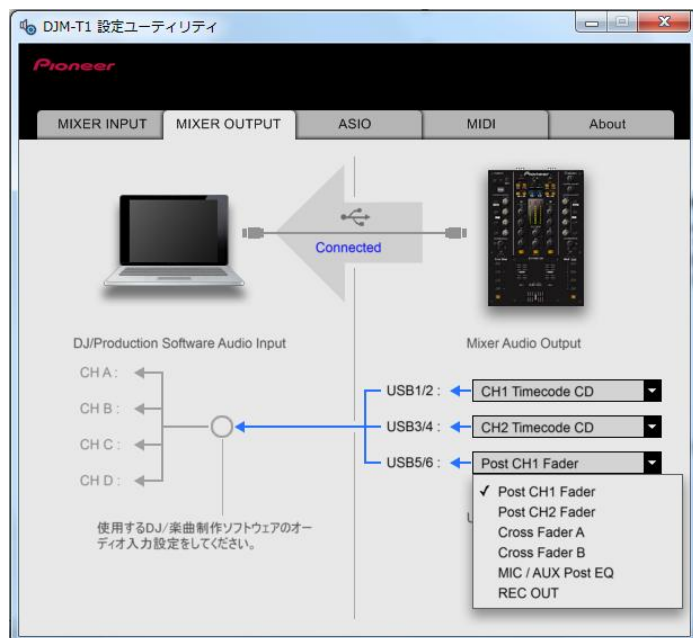 DJM-T1 設定ユーティリティ
Pioneer
MIXER INPUT
MIXER OUTPUT
ASIO
MIDI
About
Connected
DJ/Production Software Audio Input
Mixer Audio Output
CH A :
CH B :
CH C :
CH D :
USB1/2 :
CH1 Timecode CD
USB3/4 :
CH2 Timecode CD
USB5/6 :
Post CH1 Fader
✓ Post CH1 Fader
Post CH2 Fader
Cross Fader A
Cross Fader B
MIC / AUX Post EQ
REC OUT
使用するDJ/楽曲制作ソフトウェアのオー
ディオ入力設定をしてください。